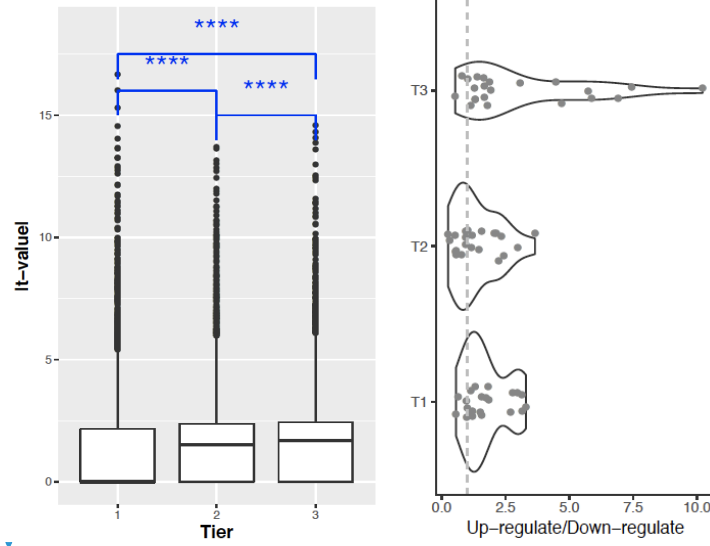 ****
****
****
15
10
5
0
|t-value|
1 2 3
Tier
T3
T2
T1
0.0 2.5 5.0 7.5 10.0
Up-regulate/Down-regulate